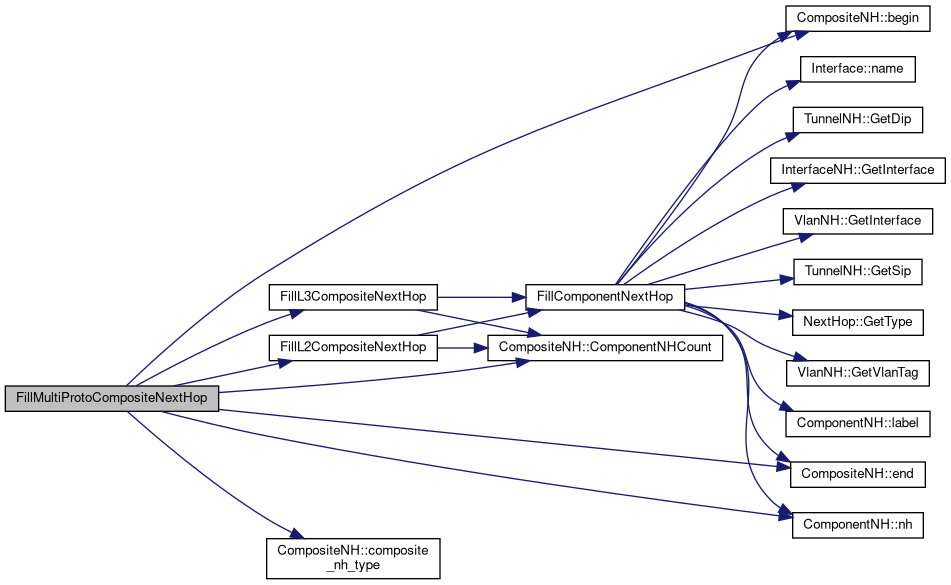 CompositeNH::begin
Interface::name
TunnelNH::GetDip
InterfaceNH::GetInterface
VlanNH::GetInterface
TunnelNH::GetSip
FillL3CompositeNextHop
FillComponentNextHop
NextHop::GetType
FillL2CompositeNextHop
CompositeNH::ComponentNHCount
VlanNH::GetVlanTag
FillMultiProtoCompositeNextHop
ComponentNH::label
CompositeNH::end
ComponentNH::nh
CompositeNH::composite
_nh_type